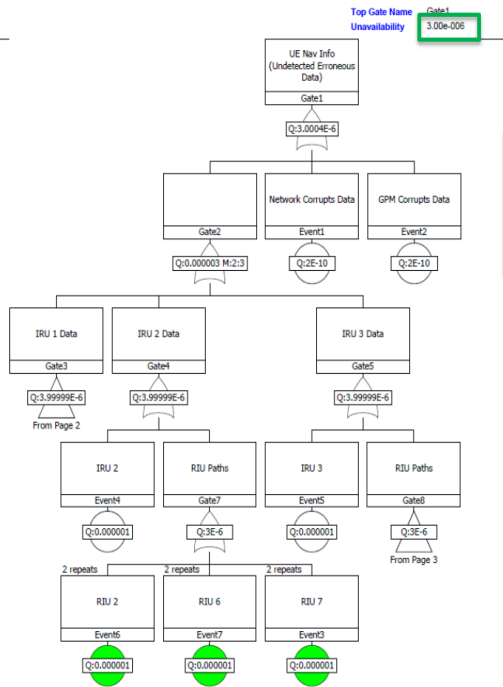 Top Gate Name Gate1
Unavailability 3.00e-006
UE Nav Info
(Undetected Erroneous
Data)
Gate1
Q:3.0004E-6
Network Corrupts Data
GPM Corrupts Data
Gate2
Event1
Event2
Q:0.000003 M:2:3
Q:2E-10
Q:2E-10
IRU 1 Data
IRU 2 Data
IRU 3 Data
Gate3
Gate4
Gate5
Q:3.99999E-6
Q:3.99999E-6
Q:3.99999E-6
From Page 2
IRU 2
RIU Paths
IRU 3
RIU Paths
Event4
Gate7
Event5
Gate8
Q:0.000001
Q:3E-6
Q:0.000001
Q:3E-6
From Page 3
2 repeats
2 repeats
2 repeats
RIU 2
RIU 6
RIU 7
Event6
Event7
Event3
Q:0.000001
Q:0.000001
Q:0.000001